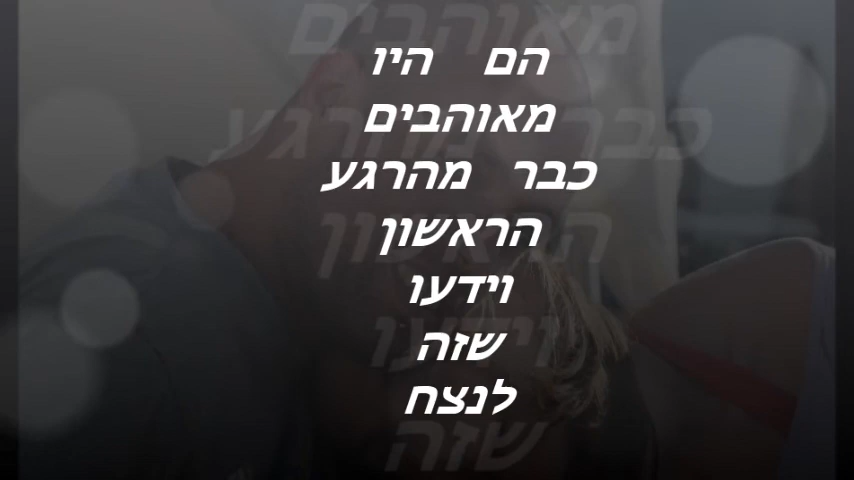 הם היו
מאוהבים
כבר מהרגע
הראשון
וידעו
שזה
לנצח